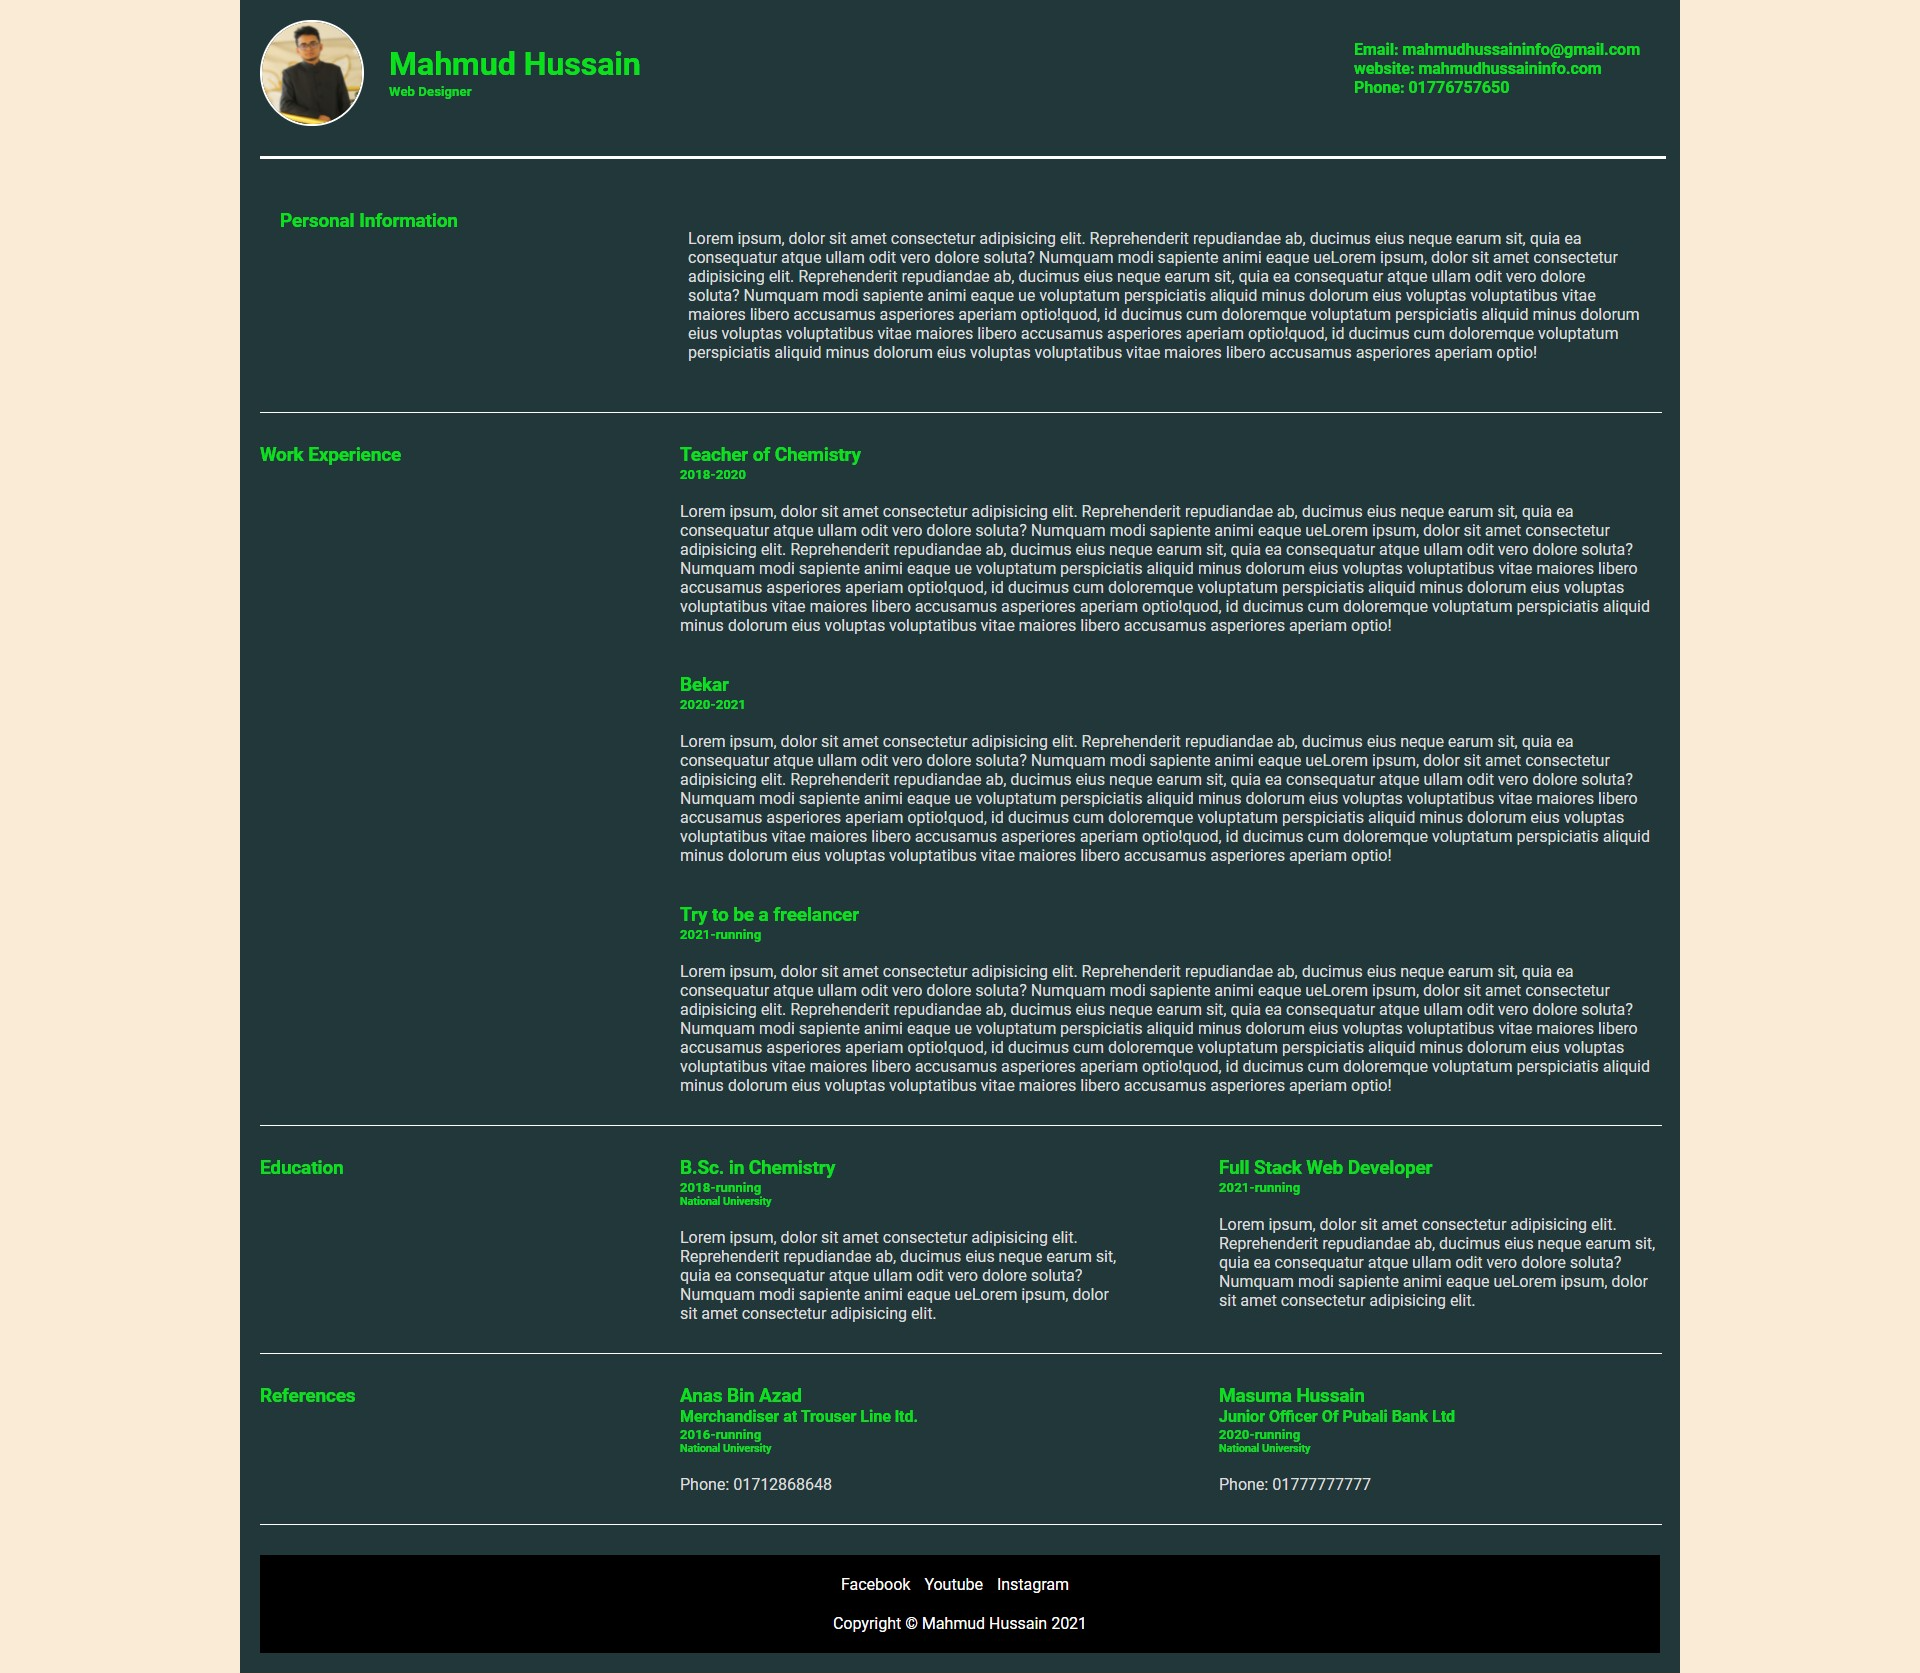 Mahmud Hussain
Web Designer
Email: mahmudhussaininfo@gmail.com
website: mahmudhussaininfo.com
Phone: 01776757650
Personal Information
Lorem ipsum, dolor sit amet consectetur adipisicing elit. Reprehenderit repudiandae ab, ducimus eius neque earum sit, quia ea
consequatur atque ullam odit vero dolore soluta? Numquam modi sapiente animi eaque ueLorem ipsum, dolor sit amet consectetur
adipisicing elit. Reprehenderit repudiandae ab, ducimus eius neque earum sit, quia ea consequatur atque ullam odit vero dolore
soluta? Numquam modi sapiente animi eaque ue voluptatum perspiciatis aliquid minus dolorum eius voluptas voluptatibus vitae
maiores libero accusamus asperiores aperiam optio!quod, id ducimus cum doloremque voluptatum perspiciatis aliquid minus dolorum
eius voluptas voluptatibus vitae maiores libero accusamus asperiores aperiam optio!quod, id ducimus cum doloremque voluptatum
perspiciatis aliquid minus dolorum eius voluptas voluptatibus vitae maiores libero accusamus asperiores aperiam optio!
Work Experience
Teacher of Chemistry
2018-2020
Lorem ipsum, dolor sit amet consectetur adipisicing elit. Reprehenderit repudiandae ab, ducimus eius neque earum sit, quia ea
consequatur atque ullam odit vero dolore soluta? Numquam modi sapiente animi eaque ueLorem ipsum, dolor sit amet consectetur
adipisicing elit. Reprehenderit repudiandae ab, ducimus eius neque earum sit, quia ea consequatur atque ullam odit vero dolore soluta?
Numquam modi sapiente animi eaque ue voluptatum perspiciatis aliquid minus dolorum eius voluptas voluptatibus vitae maiores libero
accusamus asperiores aperiam optio!quod, id ducimus cum doloremque voluptatum perspiciatis aliquid minus dolorum eius voluptas
voluptatibus vitae maiores libero accusamus asperiores aperiam optio!quod, id ducimus cum doloremque voluptatum perspiciatis aliquid
minus dolorum eius voluptas voluptatibus vitae maiores libero accusamus asperiores aperiam optio!
Bekar
2020-2021
Lorem ipsum, dolor sit amet consectetur adipisicing elit. Reprehenderit repudiandae ab, ducimus eius neque earum sit, quia ea
consequatur atque ullam odit vero dolore soluta? Numquam modi sapiente animi eaque ueLorem ipsum, dolor sit amet consectetur
adipisicing elit. Reprehenderit repudiandae ab, ducimus eius neque earum sit, quia ea consequatur atque ullam odit vero dolore soluta?
Numquam modi sapiente animi eaque ue voluptatum perspiciatis aliquid minus dolorum eius voluptas voluptatibus vitae maiores libero
accusamus asperiores aperiam optio!quod, id ducimus cum doloremque voluptatum perspiciatis aliquid minus dolorum eius voluptas
voluptatibus vitae maiores libero accusamus asperiores aperiam optio!quod, id ducimus cum doloremque voluptatum perspiciatis aliquid
minus dolorum eius voluptas voluptatibus vitae maiores libero accusamus asperiores aperiam optio!
Try to be a freelancer
2021-running
Lorem ipsum, dolor sit amet consectetur adipisicing elit. Reprehenderit repudiandae ab, ducimus eius neque earum sit, quia ea
consequatur atque ullam odit vero dolore soluta? Numquam modi sapiente animi eaque ueLorem ipsum, dolor sit amet consectetur
adipisicing elit. Reprehenderit repudiandae ab, ducimus eius neque earum sit, quia ea consequatur atque ullam odit vero dolore soluta?
Numquam modi sapiente animi eaque ue voluptatum perspiciatis aliquid minus dolorum eius voluptas voluptatibus vitae maiores libero
accusamus asperiores aperiam optio!quod, id ducimus cum doloremque voluptatum perspiciatis aliquid minus dolorum eius voluptas
voluptatibus vitae maiores libero accusamus asperiores aperiam optio!quod, id ducimus cum doloremque voluptatum perspiciatis aliquid
minus dolorum eius voluptas voluptatibus vitae maiores libero accusamus asperiores aperiam optio!
Education
B.Sc. in Chemistry
2018-running
National University
Lorem ipsum, dolor sit amet consectetur adipisicing elit.
Reprehenderit repudiandae ab, ducimus eius neque earum sit,
quia ea consequatur atque ullam odit vero dolore soluta?
Numquam modi sapiente animi eaque ueLorem ipsum, dolor
sit amet consectetur adipisicing elit.
Full Stack Web Developer
2021-running
Lorem ipsum, dolor sit amet consectetur adipisicing elit.
Reprehenderit repudiandae ab, ducimus eius neque earum sit,
quia ea consequatur atque ullam odit vero dolore soluta?
Numquam modi sapiente animi eaque ueLorem ipsum, dolor
sit amet consectetur adipisicing elit.
References
Anas Bin Azad
Merchandiser at Trouser Line ltd.
2016-running
National University
Phone: 01712868648
Masuma Hussain
Junior Officer Of Pubali Bank Ltd
2020-running
National University
Phone: 01777777777
Facebook Youtube Instagram
Copyright © Mahmud Hussain 2021